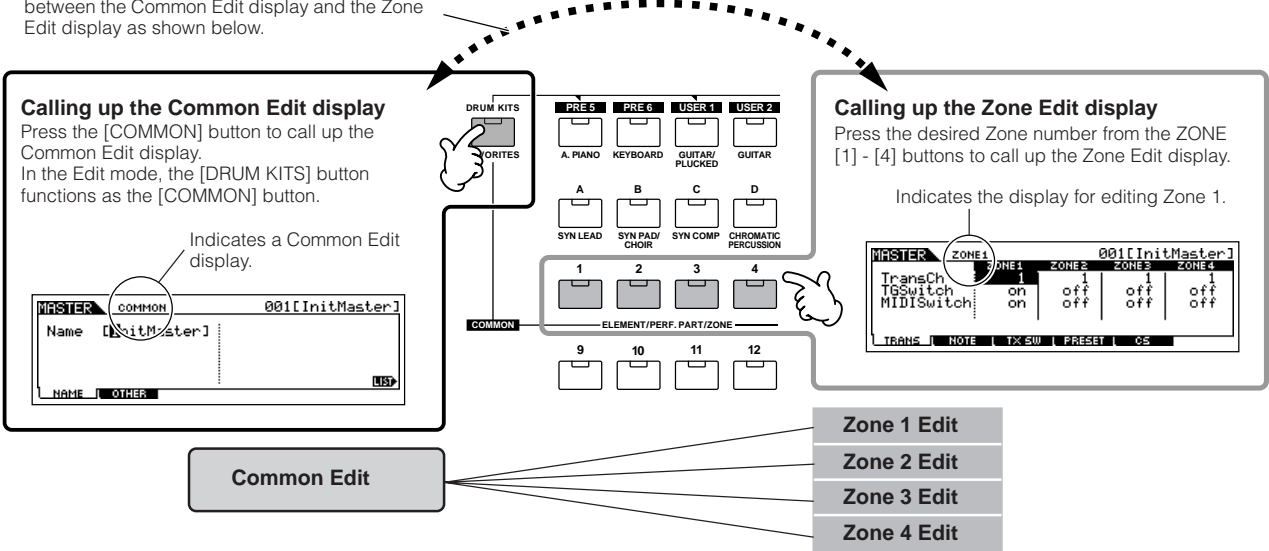 between the Common Edit display and the Zone
Edit display as shown below.
Calling up the Common Edit display
Press the [COMMON] button to call up the
Common Edit display.
In the Edit mode, the [DRUM KITS] button
functions as the [COMMON] button.
Indicates a Common Edit
display.
MASTER COMMON 001[InitMaster]
Name [InitMaster]
LIST
NAME OTHER
DRUM KITS PRE 5 PRE 6 USER 1 USER 2
VORITES A. PIANO KEYBOARD GUITAR/ GUITAR
PLUCKED
A B C D
SYN LEAD SYN PAD/ SYN COMP CHROMATIC
CHOIR PERCUSSION
1 2 3 4
COMMON ELEMENT/PERF. PART/ZONE
9 10 11 12
Calling up the Zone Edit display
Press the desired Zone number from the ZONE
[1] - [4] buttons to call up the Zone Edit display.
Indicates the display for editing Zone 1.
MASTER ZONE1 001[InitMaster]
ZONE1 ZONE2 ZONE3 ZONE4
TransCh 1 1 1 1
TGSwitch on off off off
MIDISwitch on off off off
TRANS NOTE TX SW PRESET CS
Common Edit
Zone 1 Edit
Zone 2 Edit
Zone 3 Edit
Zone 4 Edit